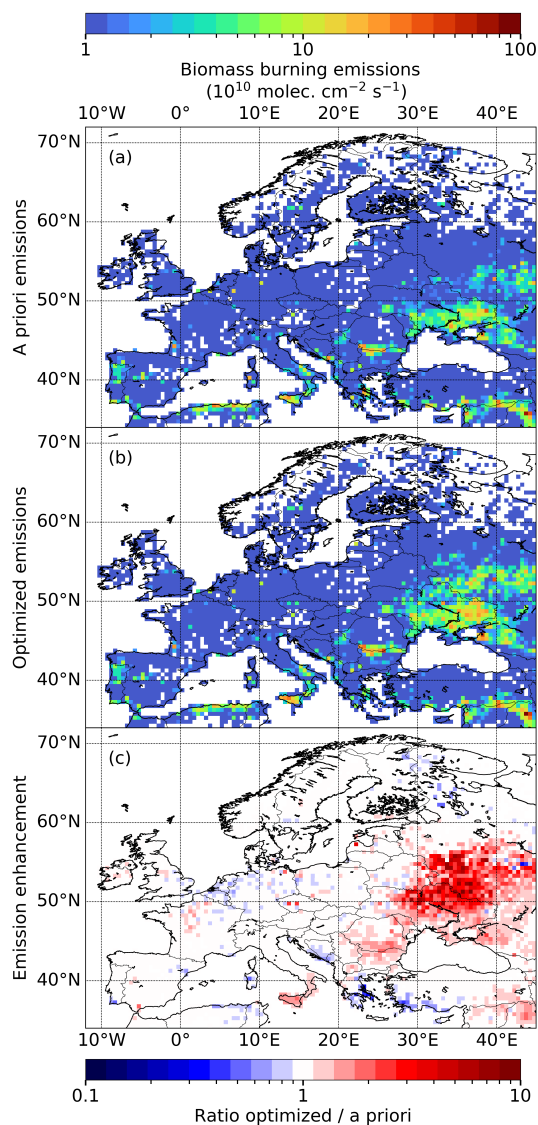 1 10 100
Biomass burning emissions
(10¹⁰ molec. cm⁻² s⁻¹)
10°W 0° 10°E 20°E 30°E 40°E
(a)
70°N
60°N
50°N
40°N
A priori emissions
(b)
70°N
60°N
50°N
40°N
Optimized emissions
(c)
70°N
60°N
50°N
40°N
Emission enhancement
10°W 0° 10°E 20°E 30°E 40°E
0.1 1 10
Ratio optimized / a priori